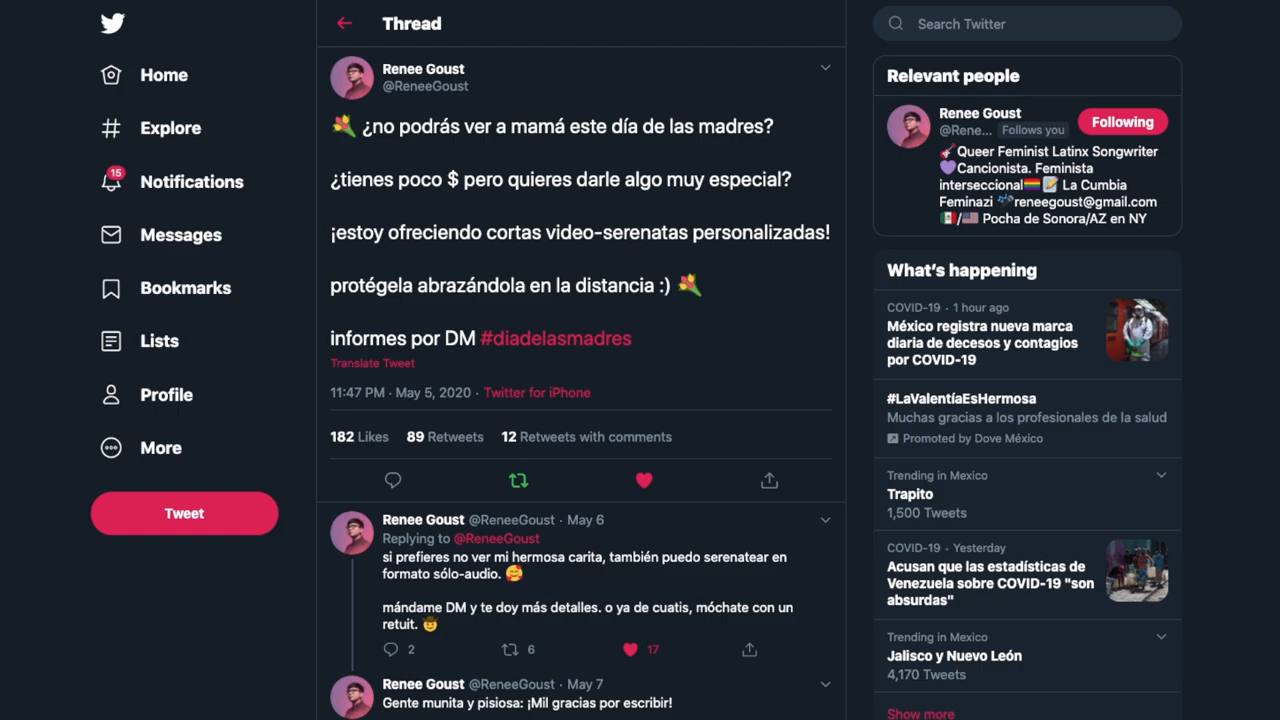 Home
Explore
15
Notifications
Messages
Bookmarks
Lists
Profile
More
Tweet
Thread
Renee Goust
@ReneeGoust
¿no podrás ver a mamá este día de las madres?
¿tienes poco $ pero quieres darle algo muy especial?
¡estoy ofreciendo cortas video-serenatas personalizadas!
protégela abrazándola en la distancia :)
informes por DM #diadelasmadres
Translate Tweet
11:47 PM · May 5, 2020 · Twitter for iPhone
182 Likes 89 Retweets 12 Retweets with comments
Renee Goust @ReneeGoust · May 6
Replying to @ReneeGoust
si prefieres no ver mi hermosa carita, también puedo serenatear en
formato sólo-audio. 🥰
mándame DM y te doy más detalles. o ya de cuatis, móchate con un
retuit. 🤠
2 6 17
Renee Goust @ReneeGoust · May 7
Gente munita y pisiosa: ¡Mil gracias por escribir!
Search Twitter
Relevant people
Renee Goust
@Rene... Follows you
Following
🎸Queer Feminist Latinx Songwriter
💜Cancionista. Feminista
interseccional🏳️‍🌈📝 La Cumbia
Feminazi 🎶reneegoust@gmail.com
🇲🇽/🇺🇸 Pocha de Sonora/AZ en NY
What's happening
COVID-19 · 1 hour ago
México registra nueva marca
diaria de decesos y contagios
por COVID-19
#LaValentíaEsHermosa
Muchas gracias a los profesionales de la salud
Promoted by Dove México
Trending in Mexico
Trapito
1,500 Tweets
COVID-19 · Yesterday
Acusan que las estadísticas de
Venezuela sobre COVID-19 "son
absurdas"
Trending in Mexico
Jalisco y Nuevo León
4,170 Tweets
Show more